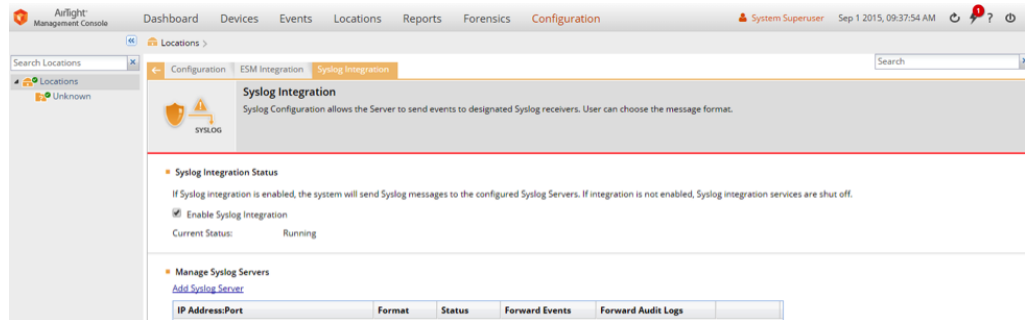 AirTight
Management Console
Dashboard Devices Events Locations Reports Forensics Configuration
System Superuser Sep 1 2015, 09:37:54 AM 1 ?
Locations >
Search Locations
Search
Configuration ESM Integration Syslog Integration
Locations
Unknown
Syslog Integration
Syslog Configuration allows the Server to send events to designated Syslog receivers. User can choose the message format.
SYSLOG
Syslog Integration Status
If Syslog integration is enabled, the system will send Syslog messages to the configured Syslog Servers. If integration is not enabled, Syslog integration services are shut off.
Enable Syslog Integration
Current Status: Running
Manage Syslog Servers
Add Syslog Server
IP Address:Port Format Status Forward Events Forward Audit Logs